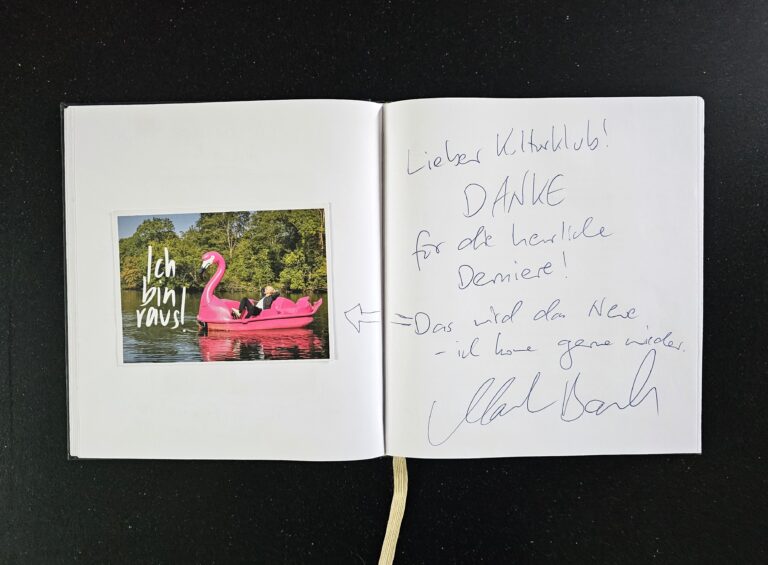 Ich
bin
raus!
Lieber Kulturklub!
DANKE
für die herrliche
Derniere!
Das wird das Neue
- ich komme gerne wieder.